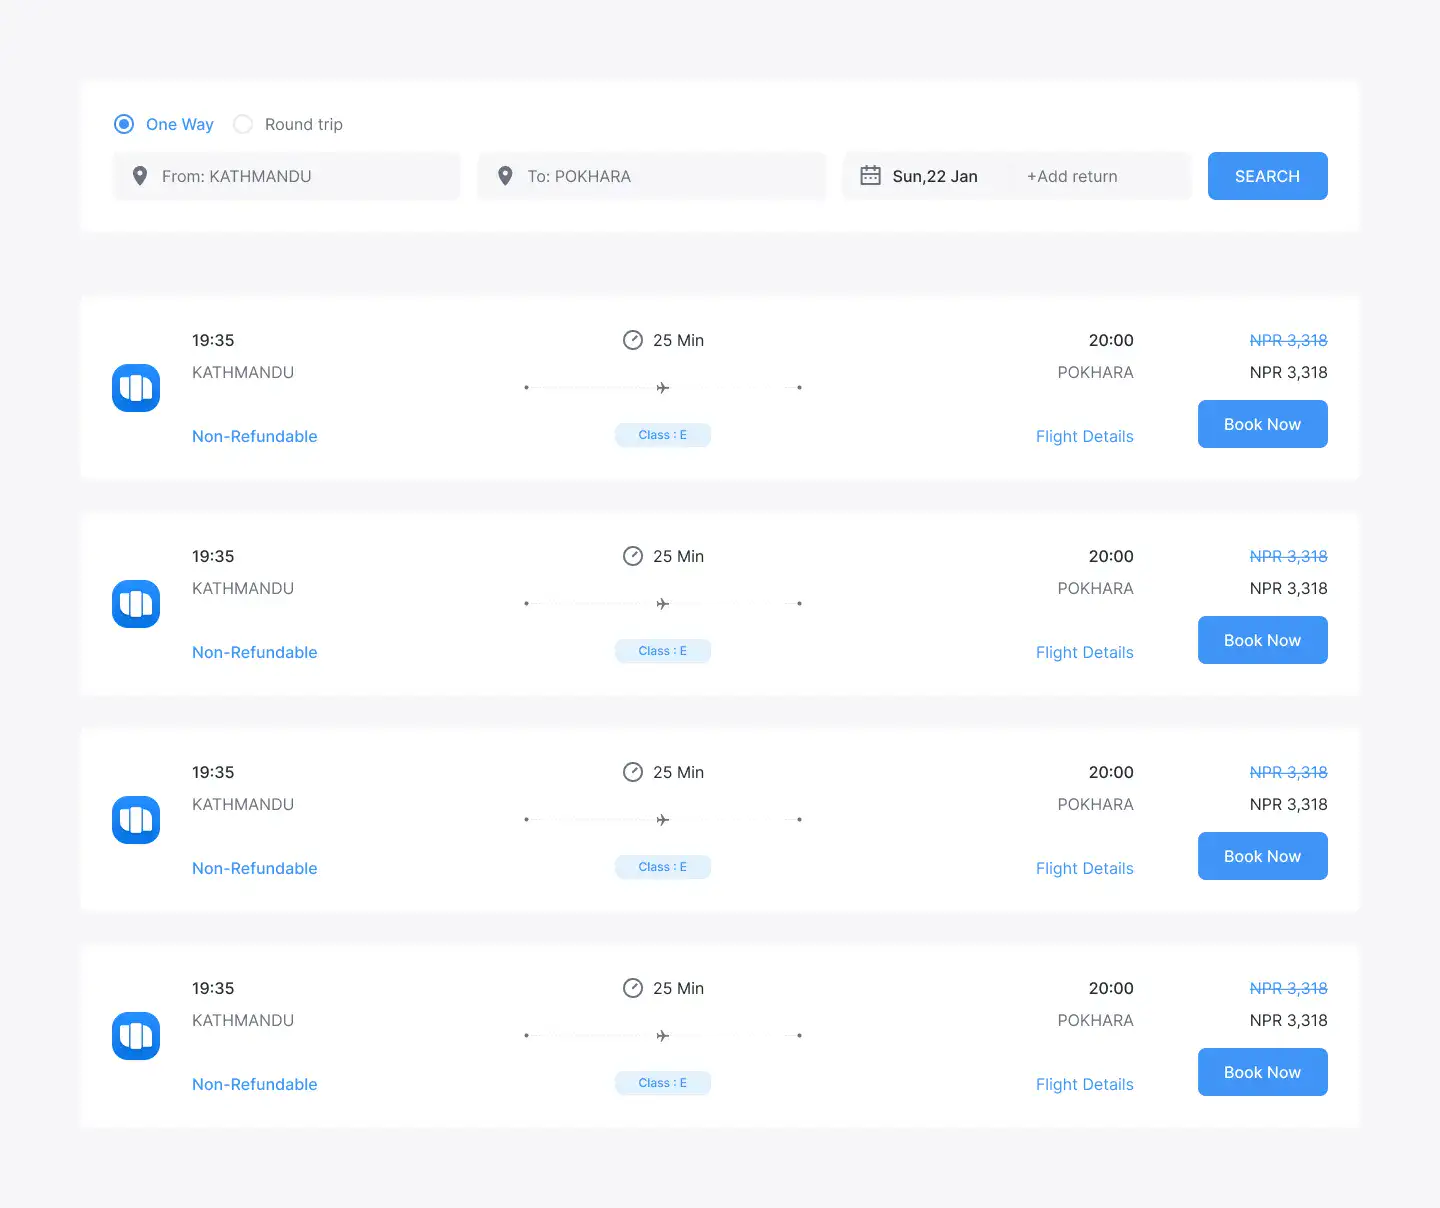 One Way Round trip
From: KATHMANDU To: POKHARA Sun,22 Jan +Add return SEARCH
19:35 25 Min 20:00 NPR 3,318
KATHMANDU POKHARA NPR 3,318
Book Now
Non-Refundable Class : E Flight Details
19:35 25 Min 20:00 NPR 3,318
KATHMANDU POKHARA NPR 3,318
Book Now
Non-Refundable Class : E Flight Details
19:35 25 Min 20:00 NPR 3,318
KATHMANDU POKHARA NPR 3,318
Book Now
Non-Refundable Class : E Flight Details
19:35 25 Min 20:00 NPR 3,318
KATHMANDU POKHARA NPR 3,318
Book Now
Non-Refundable Class : E Flight Details